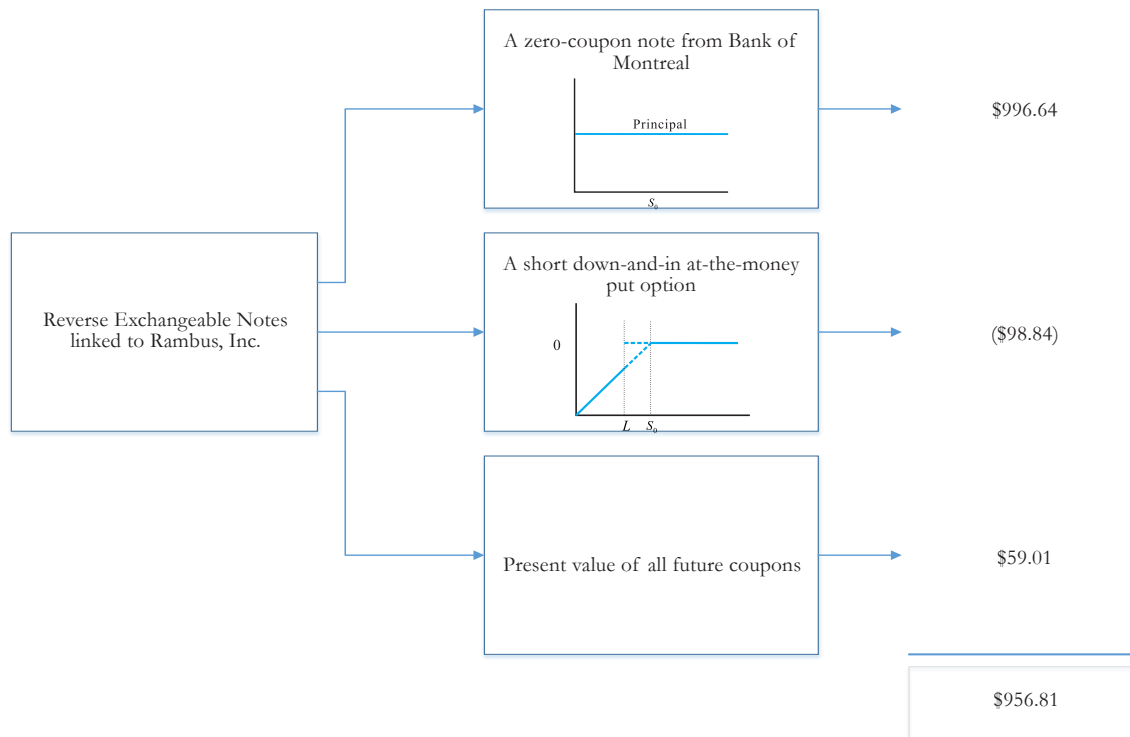 A zero-coupon note from Bank of
Montreal
Principal
S₀
$996.64
Reverse Exchangeable Notes
linked to Rambus, Inc.
A short down-and-in at-the-money
put option
0
L S₀
($98.84)
Present value of all future coupons
$59.01
$956.81